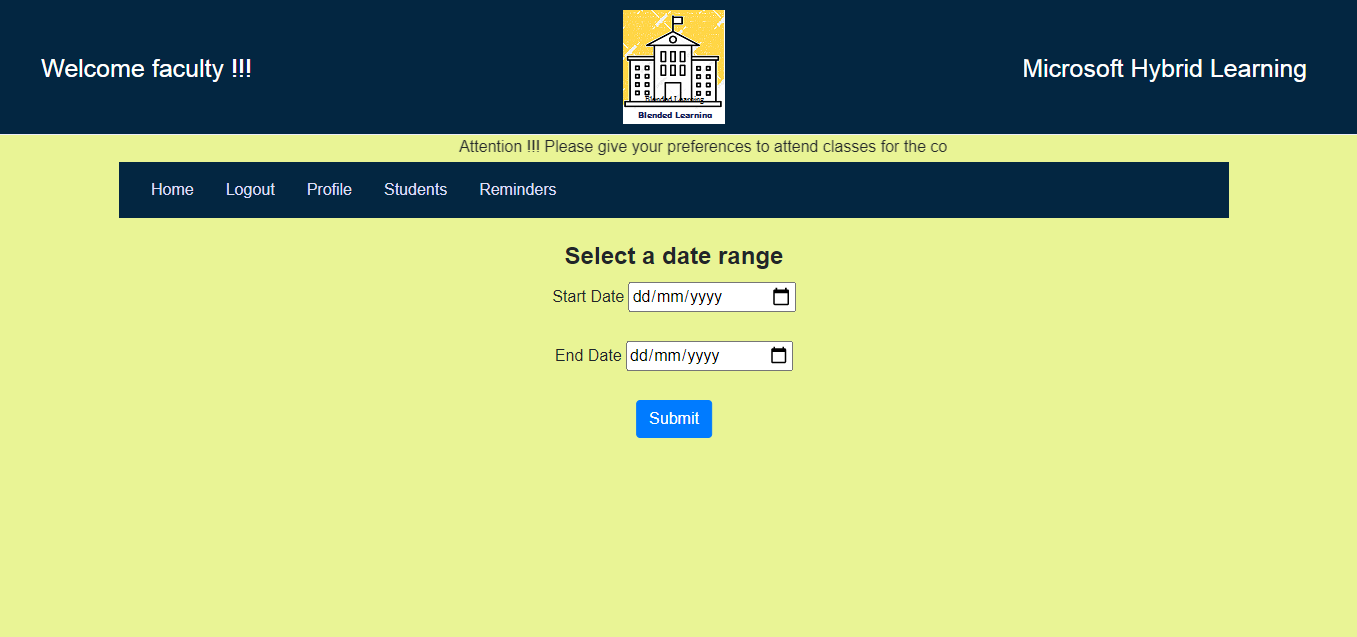 Welcome faculty !!!
Blended Learning
Blended Learning
Microsoft Hybrid Learning
Attention !!! Please give your preferences to attend classes for the co
Home Logout Profile Students Reminders
Select a date range
Start Date dd/mm/yyyy
End Date dd/mm/yyyy
Submit